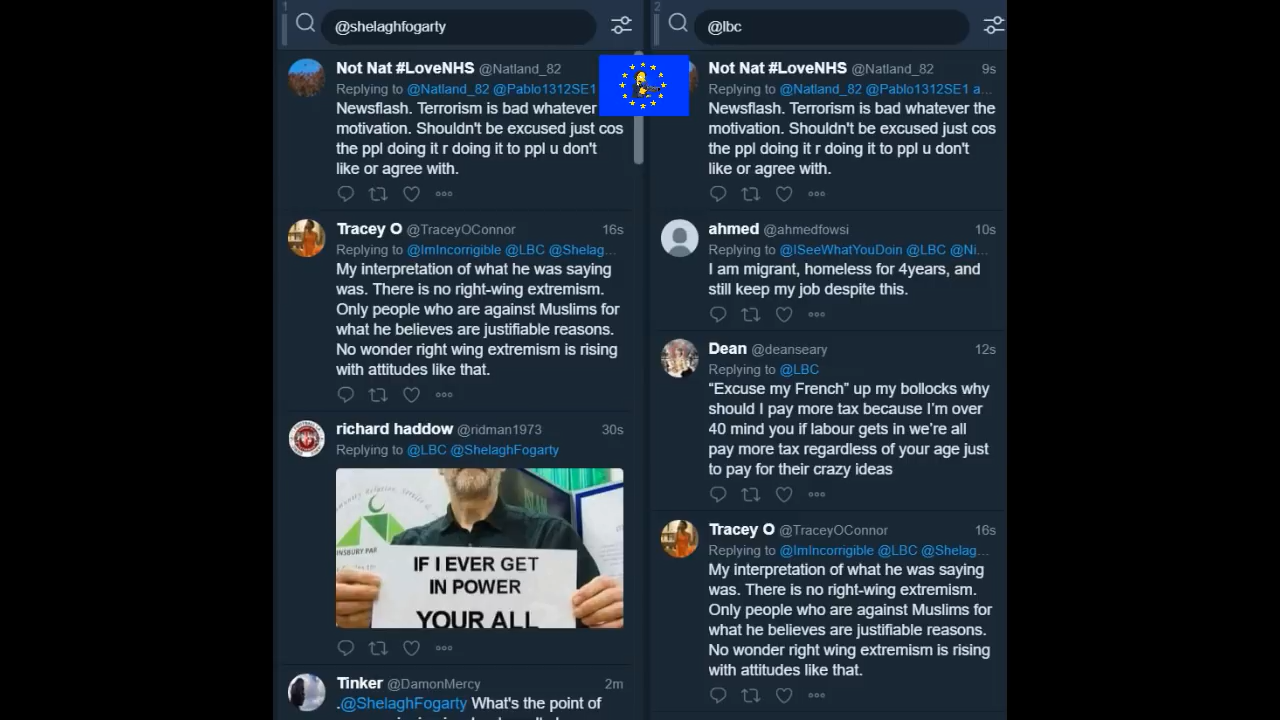 1
@shelaghfogarty
Not Nat #LoveNHS @Natland_82
Replying to @Natland_82 @Pablo1312SE1
Newsflash. Terrorism is bad whatever
motivation. Shouldn't be excused just cos
the ppl doing it r doing it to ppl u don't
like or agree with.
Tracey O @TraceyOConnor 16s
Replying to @ImIncorrigible @LBC @Shelag...
My interpretation of what he was saying
was. There is no right-wing extremism.
Only people who are against Muslims for
what he believes are justifiable reasons.
No wonder right wing extremism is rising
with attitudes like that.
richard haddow @ridman1973 30s
Replying to @LBC @ShelaghFogarty
NSBURY PAR
ISLAM
IF I EVER GET
IN POWER
YOUR ALL
Tinker @DamonMercy 2m
.@ShelaghFogarty What's the point of
2
@lbc
Not Nat #LoveNHS @Natland_82 9s
Replying to @Natland_82 @Pablo1312SE1 a...
Newsflash. Terrorism is bad whatever the
motivation. Shouldn't be excused just cos
the ppl doing it r doing it to ppl u don't
like or agree with.
ahmed @ahmedfowsi 10s
Replying to @ISeeWhatYouDoin @LBC @Ni...
I am migrant, homeless for 4years, and
still keep my job despite this.
Dean @deanseary 12s
Replying to @LBC
“Excuse my French” up my bollocks why
should I pay more tax because I’m over
40 mind you if labour gets in we’re all
pay more tax regardless of your age just
to pay for their crazy ideas
Tracey O @TraceyOConnor 16s
Replying to @ImIncorrigible @LBC @Shelag...
My interpretation of what he was saying
was. There is no right-wing extremism.
Only people who are against Muslims for
what he believes are justifiable reasons.
No wonder right wing extremism is rising
with attitudes like that.